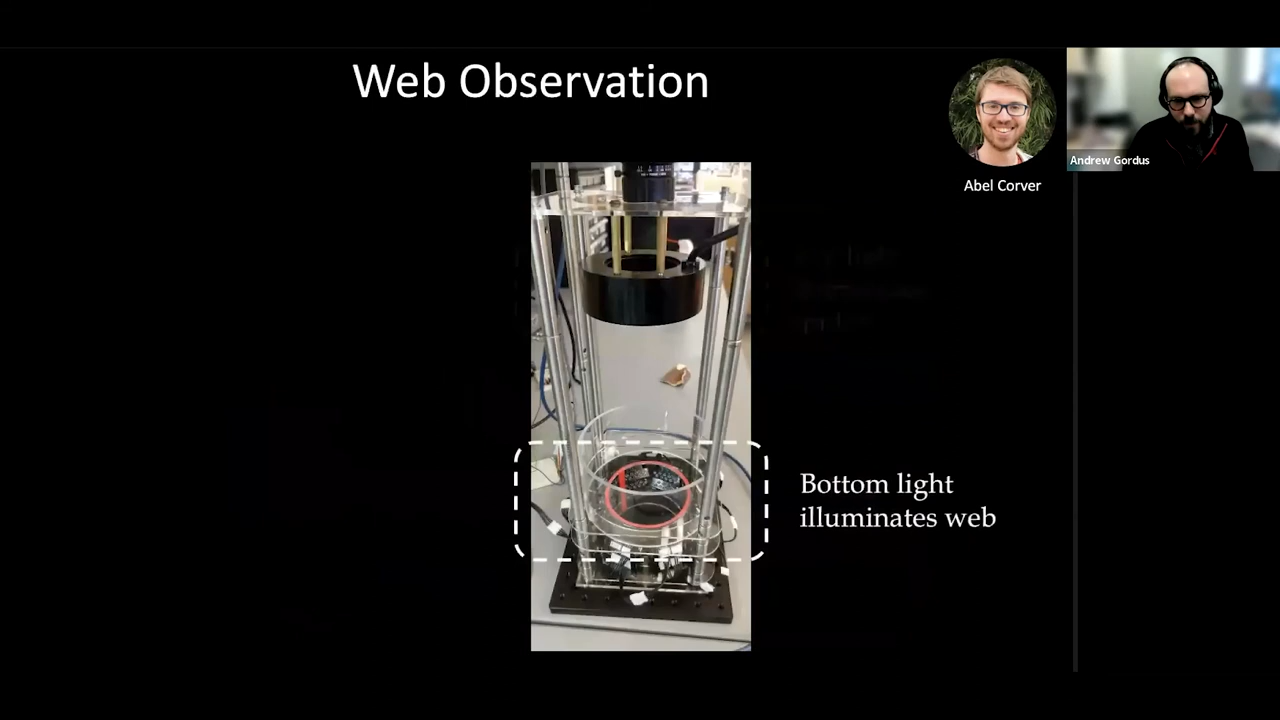 Web Observation
Abel Corver
Andrew Gordus
Bottom light
illuminates web